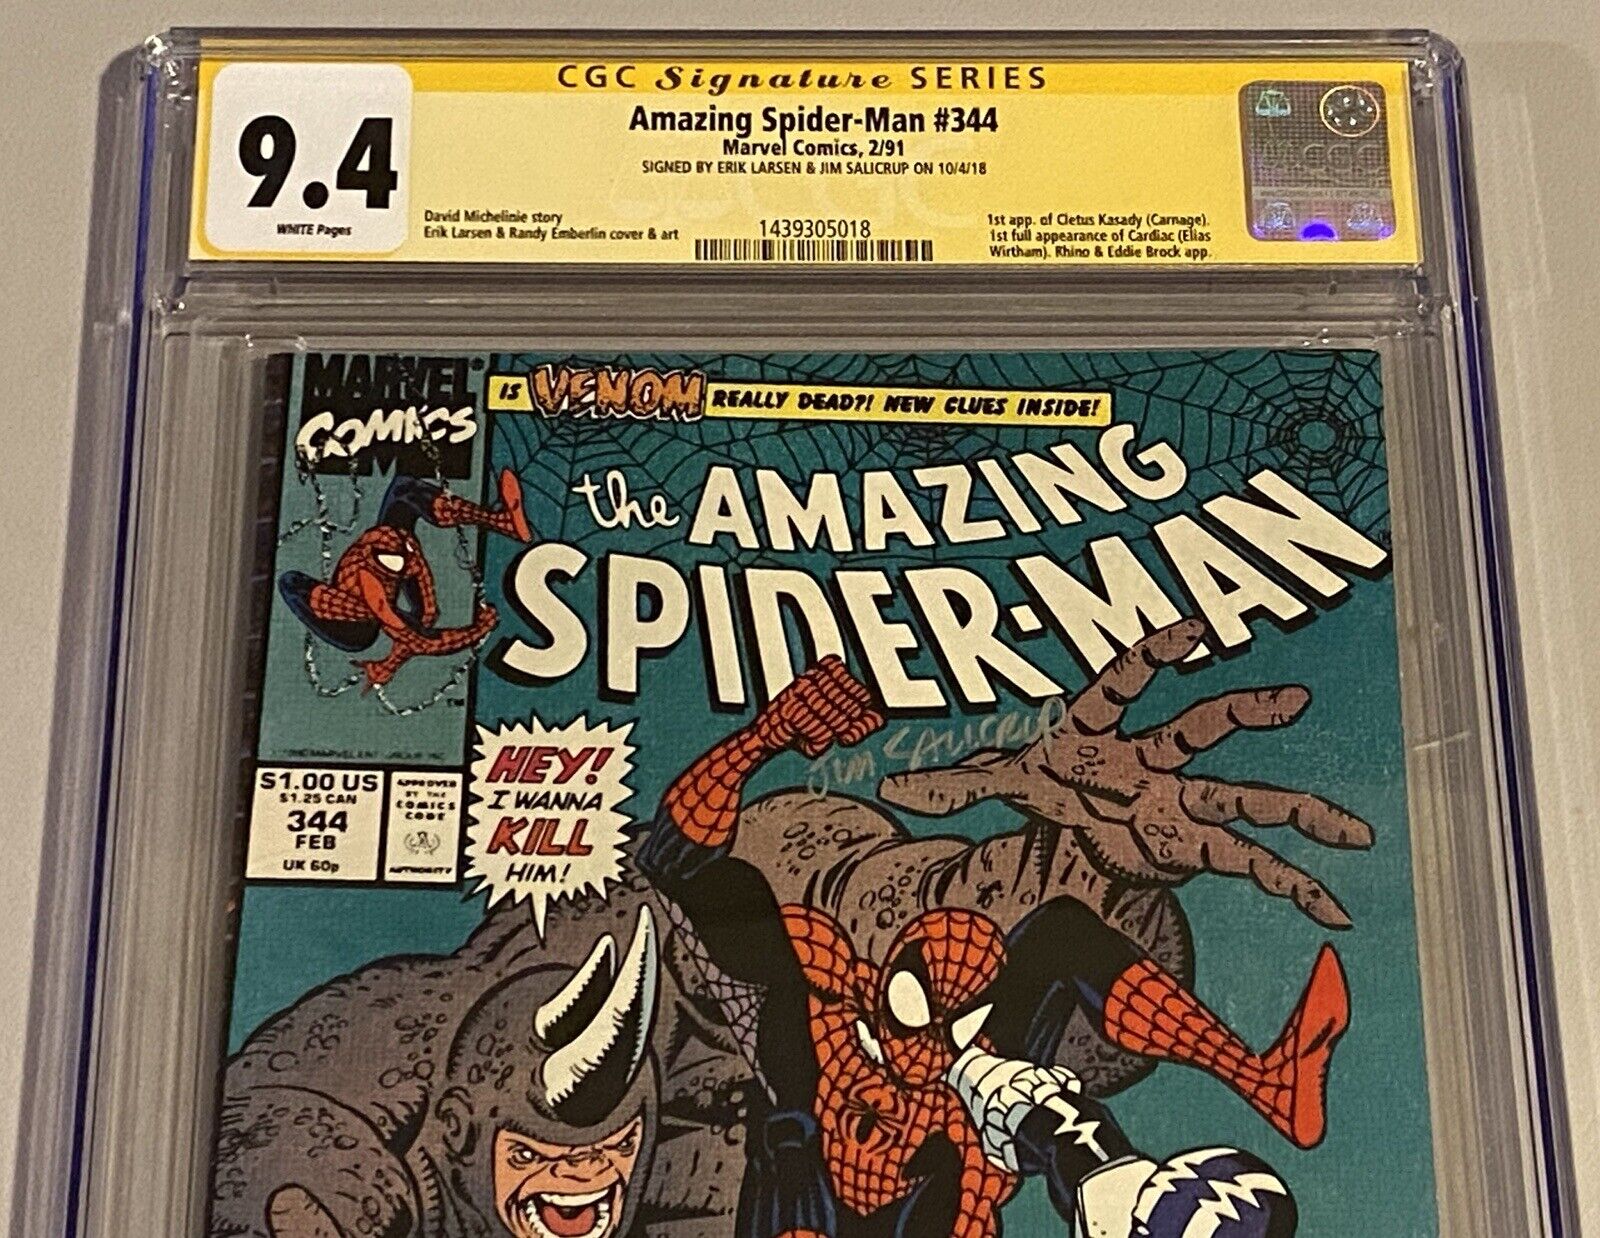 CGC Signature SERIES
9.4
WHITE Pages
Amazing Spider-Man #344
Marvel Comics, 2/91
SIGNED BY ERIK LARSEN & JIM SALICRUP ON 10/4/18
David Michelinie story
Erik Larsen & Randy Emberlin cover & art
1439305018
1st app. of Cletus Kasady (Carnage).
1st full appearance of Cardiac (Elias
Wirtham). Rhino & Eddie Brock app.
CGC
MARVEL
COMICS
IS VENOM REALLY DEAD?! NEW CLUES INSIDE!
the AMAZING
SPIDER-MAN
TM
$1.00 US
$1.25 CAN
344
FEB
UK 60p
APPROVED
BY THE
COMICS
CODE
AUTHORITY
HEY!
I WANNA
KILL
HIM!
Jim SALICRUP